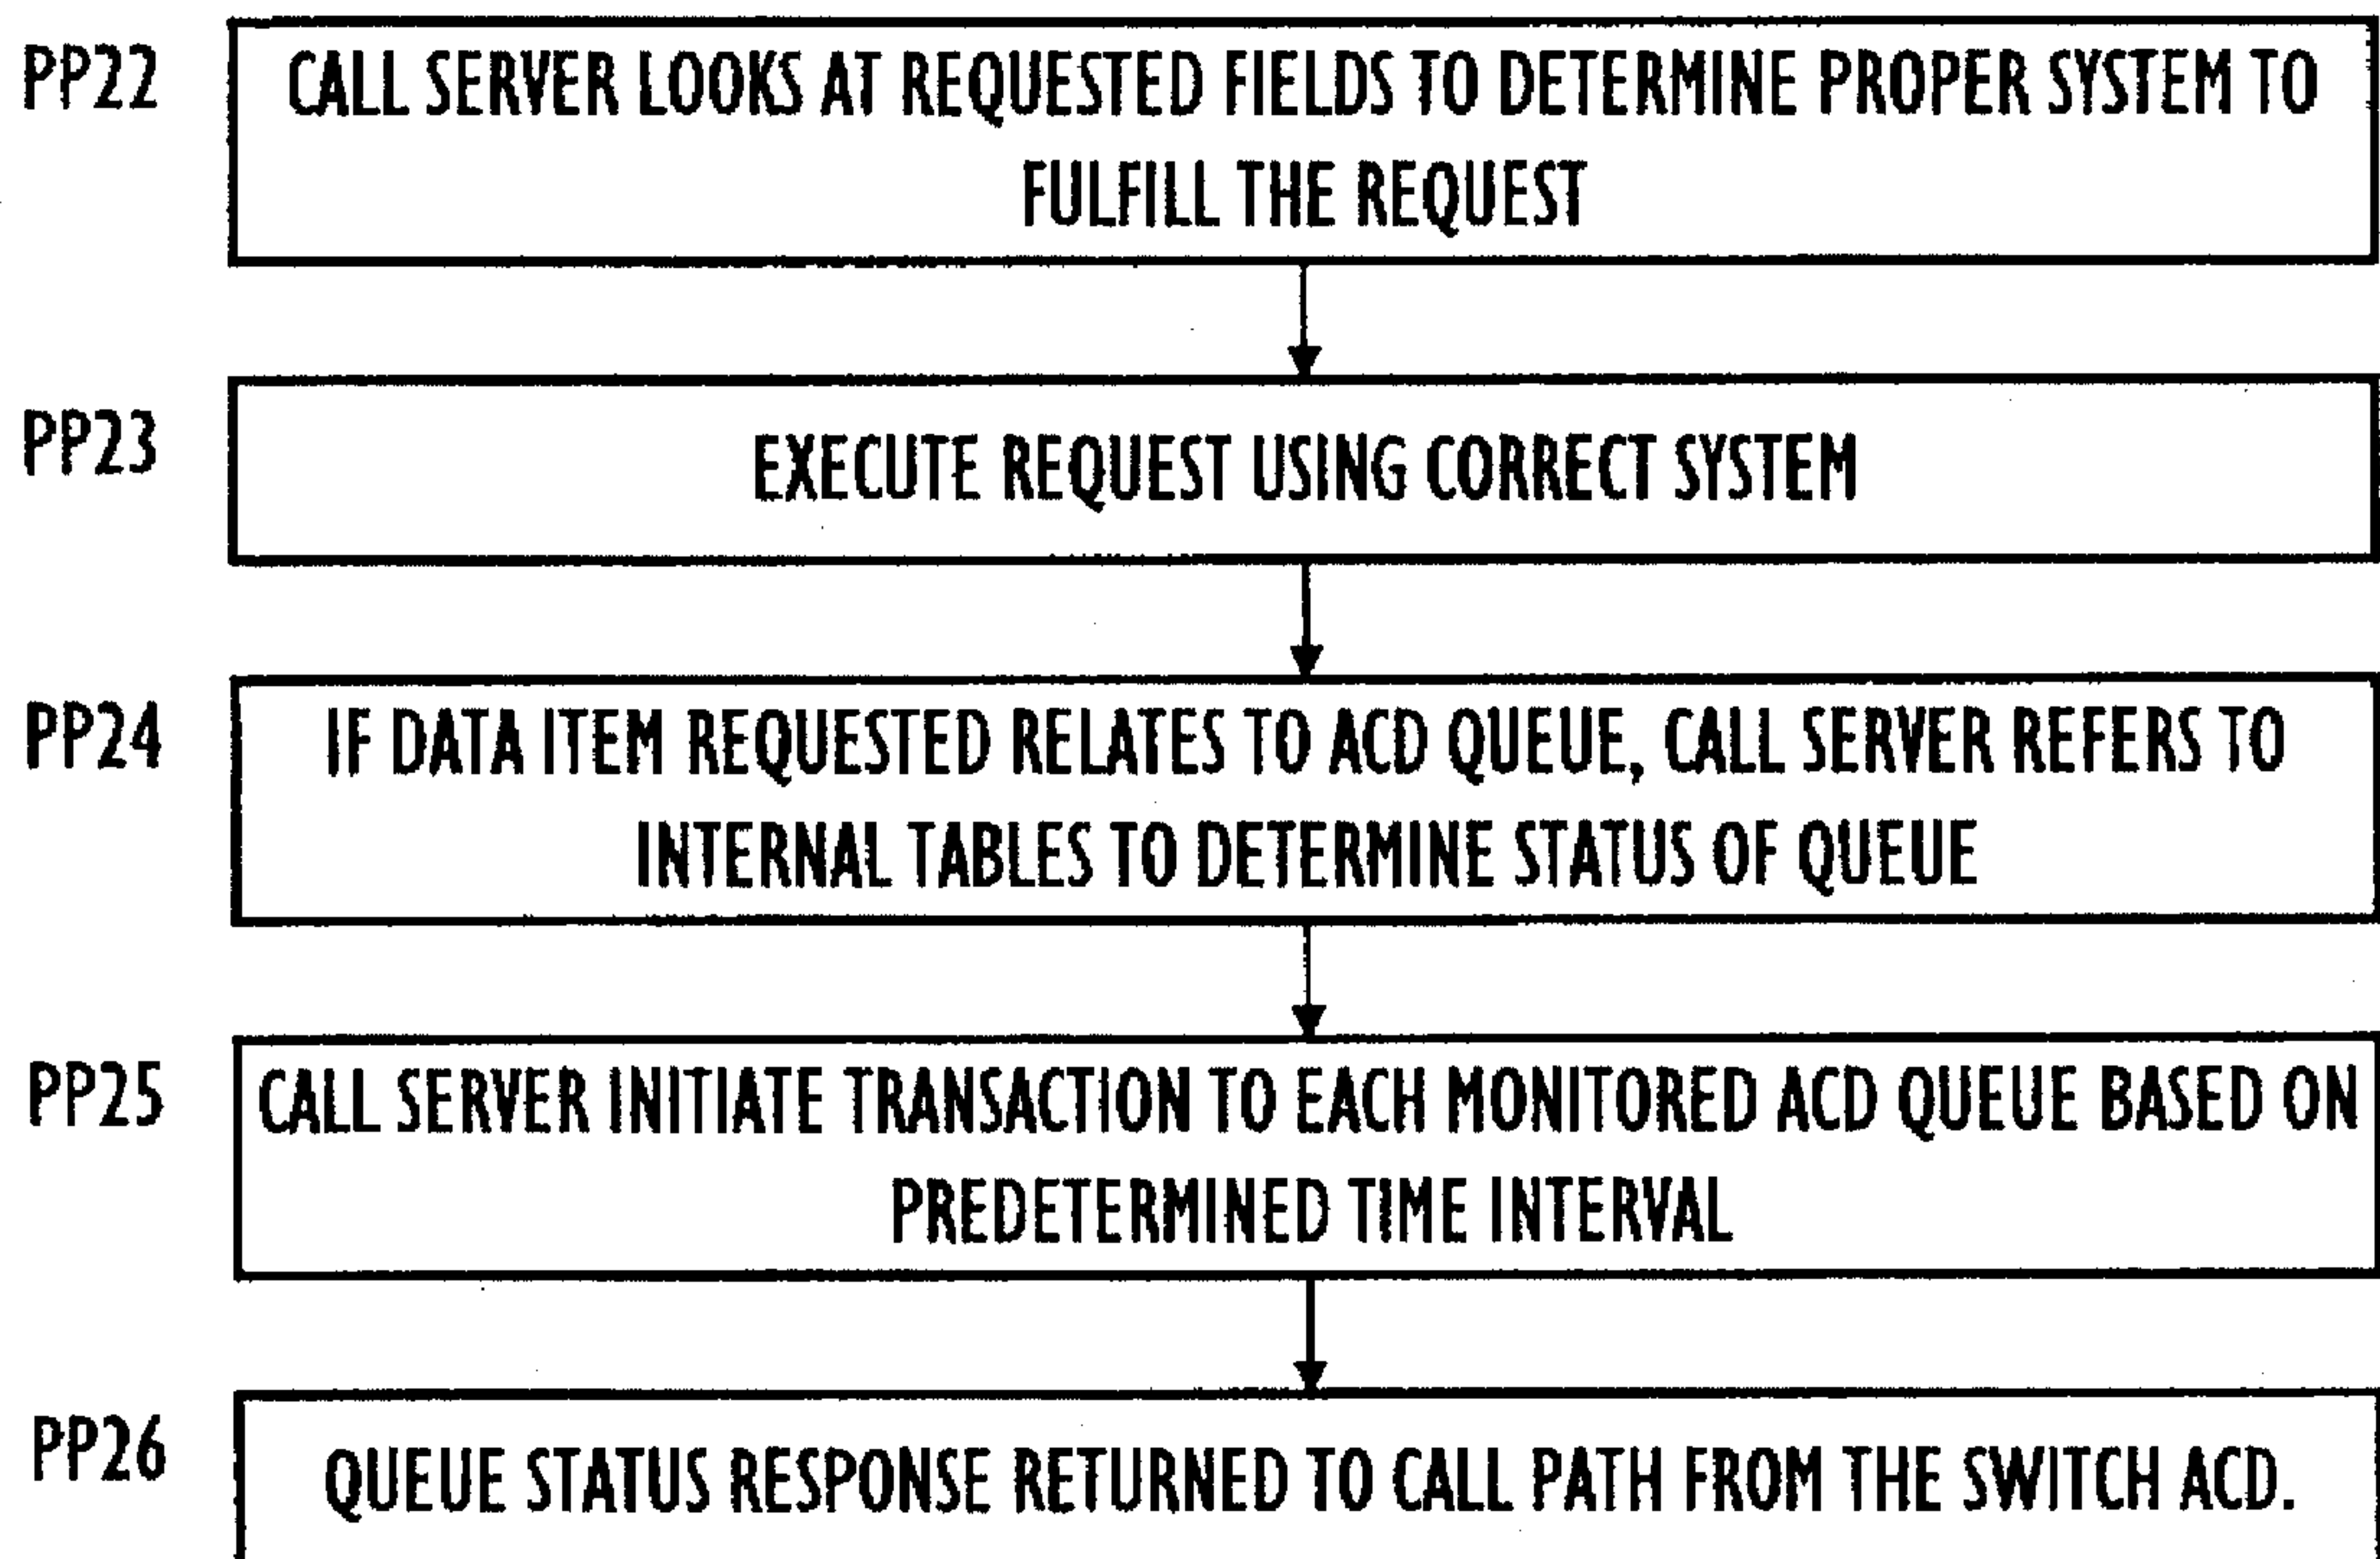 PP22
CALL SERVER LOOKS AT REQUESTED FIELDS TO DETERMINE PROPER SYSTEM TO
FULFILL THE REQUEST
PP23
EXECUTE REQUEST USING CORRECT SYSTEM
PP24
IF DATA ITEM REQUESTED RELATES TO ACD QUEUE, CALL SERVER REFERS TO
INTERNAL TABLES TO DETERMINE STATUS OF QUEUE
PP25
CALL SERVER INITIATE TRANSACTION TO EACH MONITORED ACD QUEUE BASED ON
PREDETERMINED TIME INTERVAL
PP26
QUEUE STATUS RESPONSE RETURNED TO CALL PATH FROM THE SWITCH ACD.